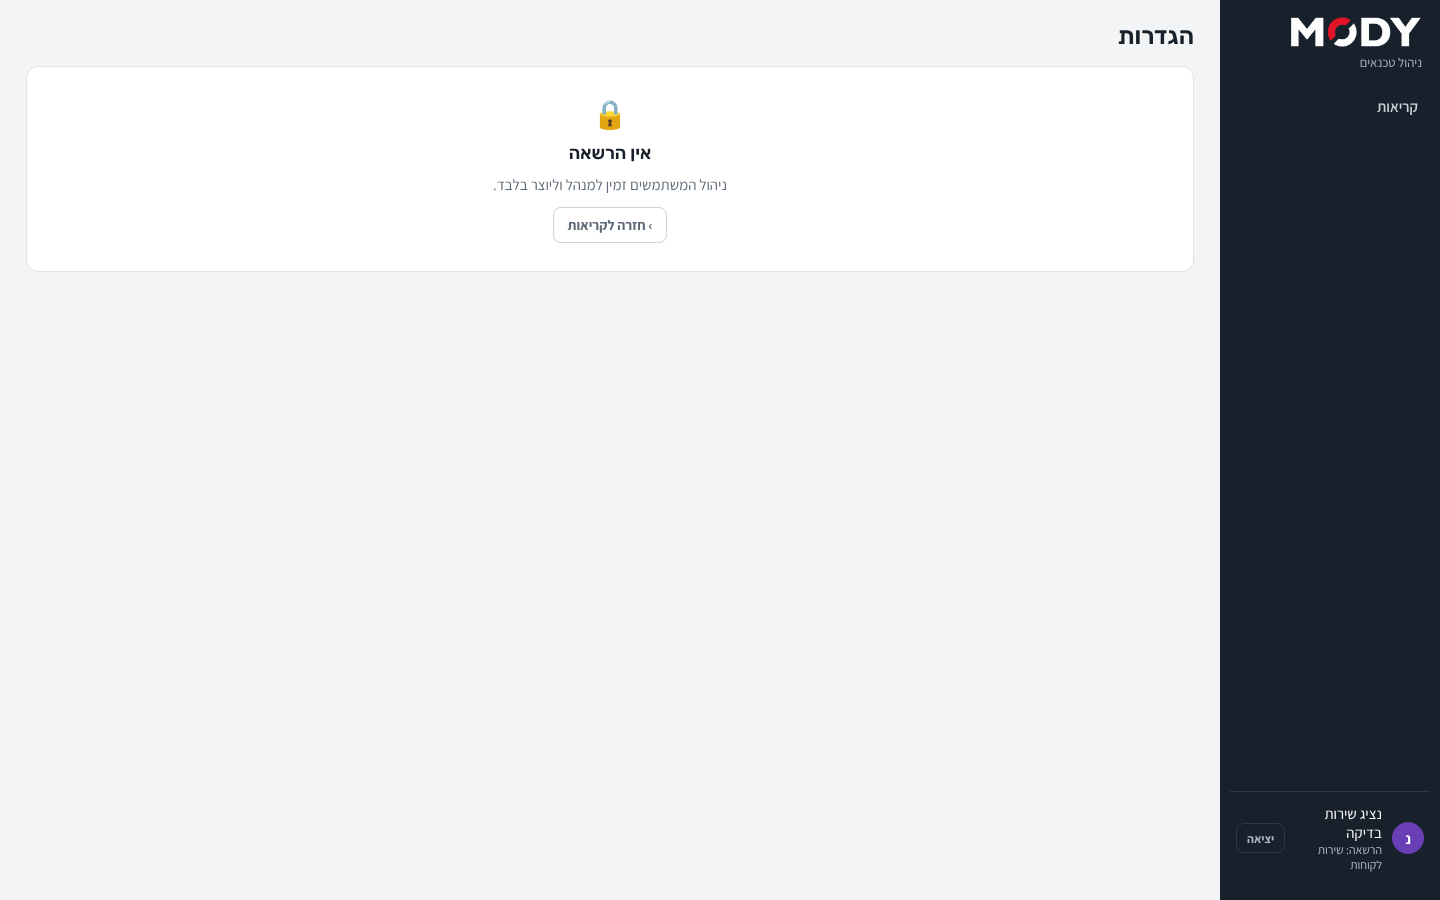 MODY
ניהול טכנאים
קריאות
הגדרות
אין הרשאה
ניהול המשתמשים זמין למנהל וליוצר בלבד.
› חזרה לקריאות
נ
נציג שירות
בדיקה
הרשאה: שירות
לקוחות
יציאה